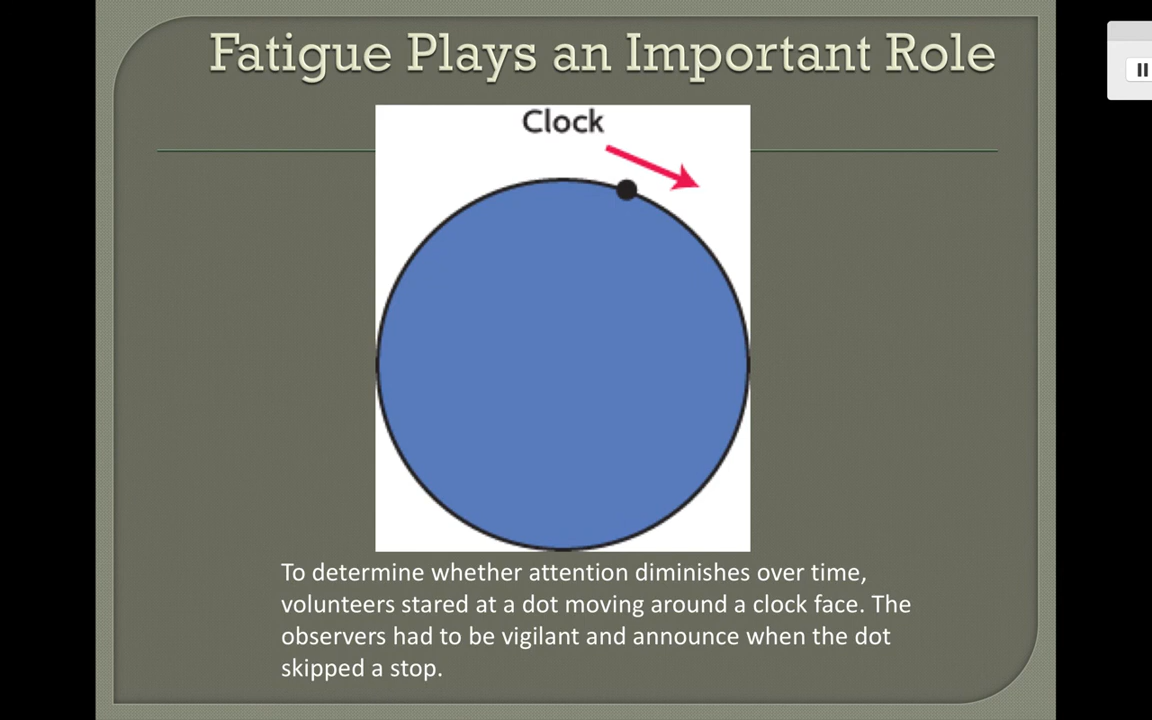 Fatigue Plays an Important Role
Clock
To determine whether attention diminishes over time,
volunteers stared at a dot moving around a clock face. The
observers had to be vigilant and announce when the dot
skipped a stop.